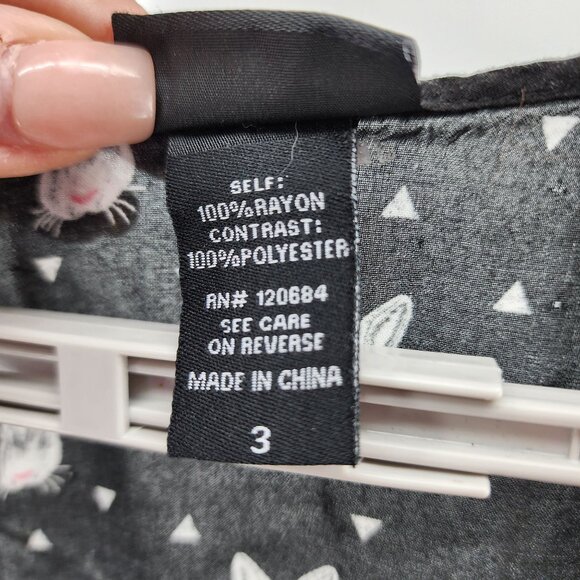 SELF:
100%RAYON
CONTRAST:
100%POLYESTER
RN# 120684
SEE CARE
ON REVERSE
MADE IN CHINA
3